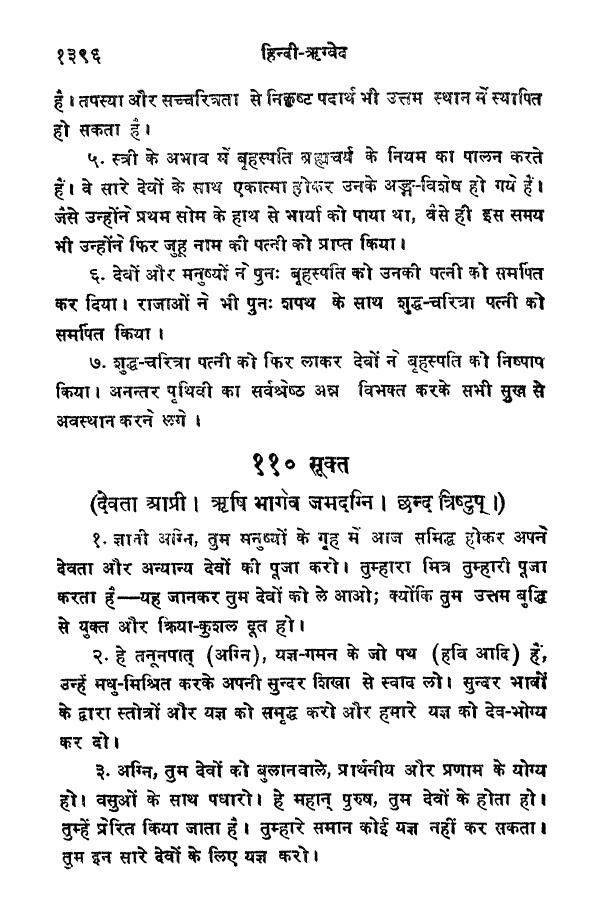 १३९६ हिन्दी-ऋग्वेद
है। तपस्या और सच्चरित्रता से निकृष्ट पदार्थ भी उत्तम स्थान में स्थापित
हो सकता है।
५. स्त्री के अभाव में बृहस्पति ब्रह्मचर्य के नियम का पालन करते
हैं। वे सारे देवों के साथ एकात्मा होकर उनके अङ्ग-विशेष हो गये हैं।
जैसे उन्होंने प्रथम सोम के हाथ से भार्या को पाया था, वैसे ही इस समय
भी उन्होंने फिर जुहू नाम की पत्नी को प्राप्त किया।
६. देवों और मनुष्यों ने पुनः बृहस्पति को उनकी पत्नी को समर्पित
कर दिया। राजाओं ने भी पुनः शपथ के साथ शुद्ध-चरित्रा पत्नी को
समर्पित किया।
७. शुद्ध-चरित्रा पत्नी को फिर लाकर देवों ने बृहस्पति को निष्पाप
किया। अनन्तर पृथिवी का सर्वश्रेष्ठ अन्न विभक्त करके सभी सुख से
अवस्थान करने लगे।
११० सूक्त
(देवता आप्री। ऋषि भार्गव जमदग्नि। छन्द त्रिष्टुप्।)
१. ज्ञानी अग्नि, तुम मनुष्यों के गृह में आज समिद्ध होकर अपने
देवता और अन्यान्य देवों की पूजा करो। तुम्हारा मित्र तुम्हारी पूजा
करता है—यह जानकर तुम देवों को ले आओ; क्योंकि तुम उत्तम बुद्धि
से युक्त और क्रिया-कुशल दूत हो।
२. हे तनूनपात् (अग्नि), यज्ञ-गमन के जो पथ (हवि आदि) हैं,
उन्हें मधु-मिश्रित करके अपनी सुन्दर शिखा से स्वाद लो। सुन्दर भावों
के द्वारा स्तोत्रों और यज्ञ को समृद्ध करो और हमारे यज्ञ को देव-भोग्य
कर दो।
३. अग्नि, तुम देवों को बुलानवाले, प्रार्थनीय और प्रणाम के योग्य
हो। वसुओं के साथ पधारो। हे महान् पुरुष, तुम देवों के होता हो।
तुम्हें प्रेरित किया जाता है। तुम्हारे समान कोई यज्ञ नहीं कर सकता।
तुम इन सारे देवों के लिए यज्ञ करो।